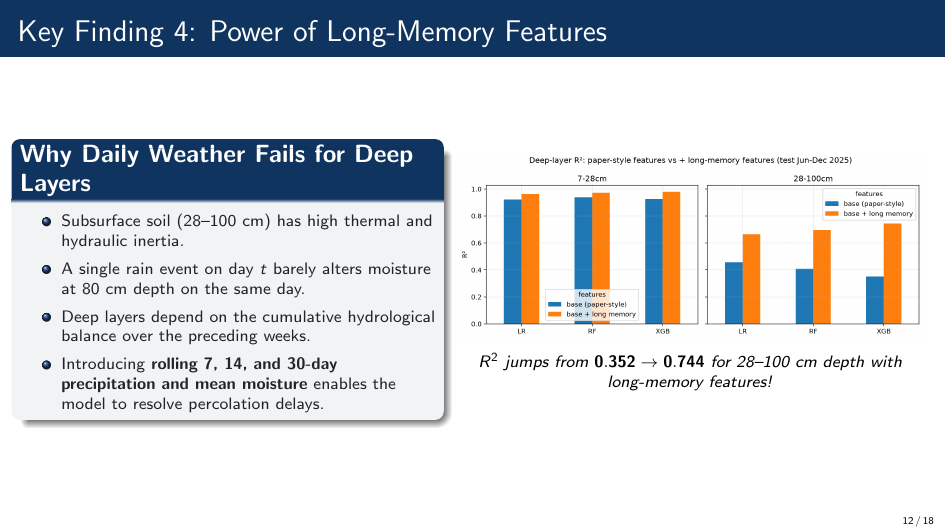 Key Finding 4: Power of Long-Memory Features
Why Daily Weather Fails for Deep
Layers
Subsurface soil (28–100 cm) has high thermal and
hydraulic inertia.
A single rain event on day t barely alters moisture
at 80 cm depth on the same day.
Deep layers depend on the cumulative hydrological
balance over the preceding weeks.
Introducing rolling 7, 14, and 30-day
precipitation and mean moisture enables the
model to resolve percolation delays.
Deep-layer R²: paper-style features vs + long-memory features (test Jun-Dec 2025)
7-28cm
R²
1.0
0.8
0.6
0.4
0.2
0.0
features
base (paper-style)
base + long memory
LR RF XGB
28-100cm
features
base (paper-style)
base + long memory
LR RF XGB
R² jumps from 0.352 → 0.744 for 28–100 cm depth with
long-memory features!
12 / 18